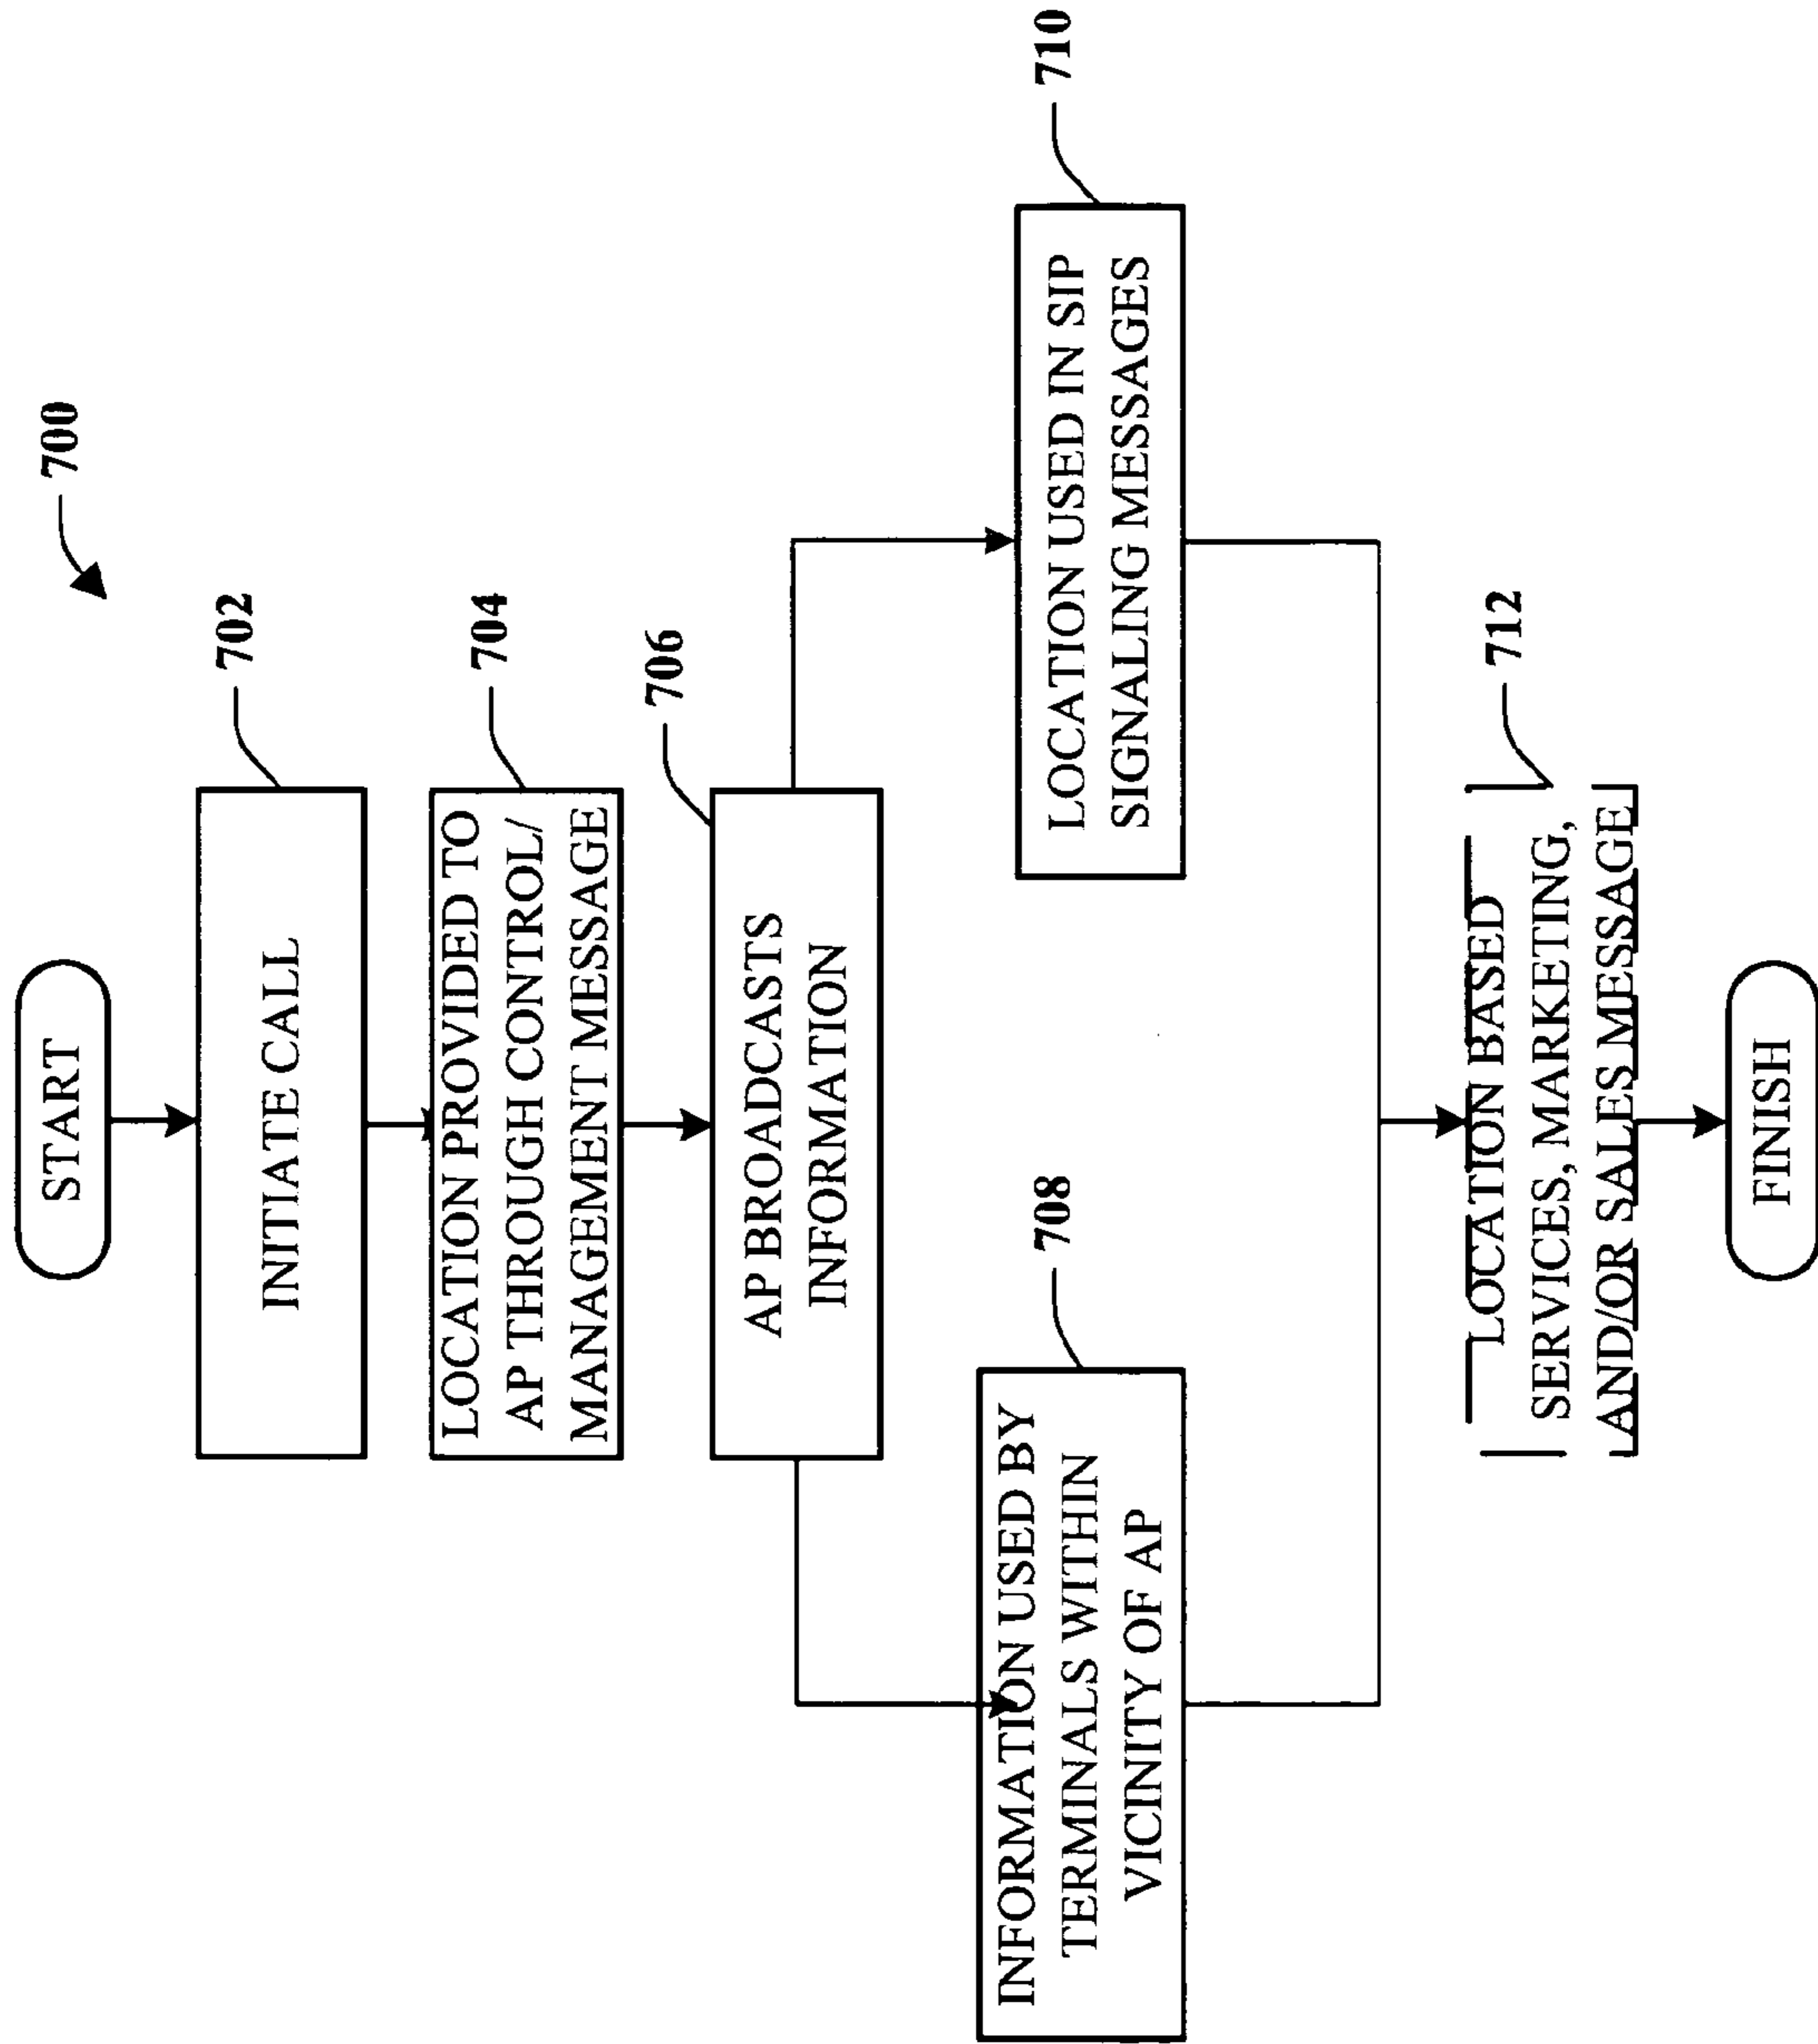 700
START
702
INITIATE CALL
704
LOCATION PROVIDED TO
AP THROUGH CONTROL/
MANAGEMENT MESSAGE
706
AP BROADCASTS
INFORMATION
708
INFORMATION USED BY
TERMINALS WITHIN
VICINITY OF AP
710
LOCATION USED IN SIP
SIGNALING MESSAGES
712
LOCATION BASED
SERVICES, MARKETING,
AND/OR SALES MESSAGE
FINISH